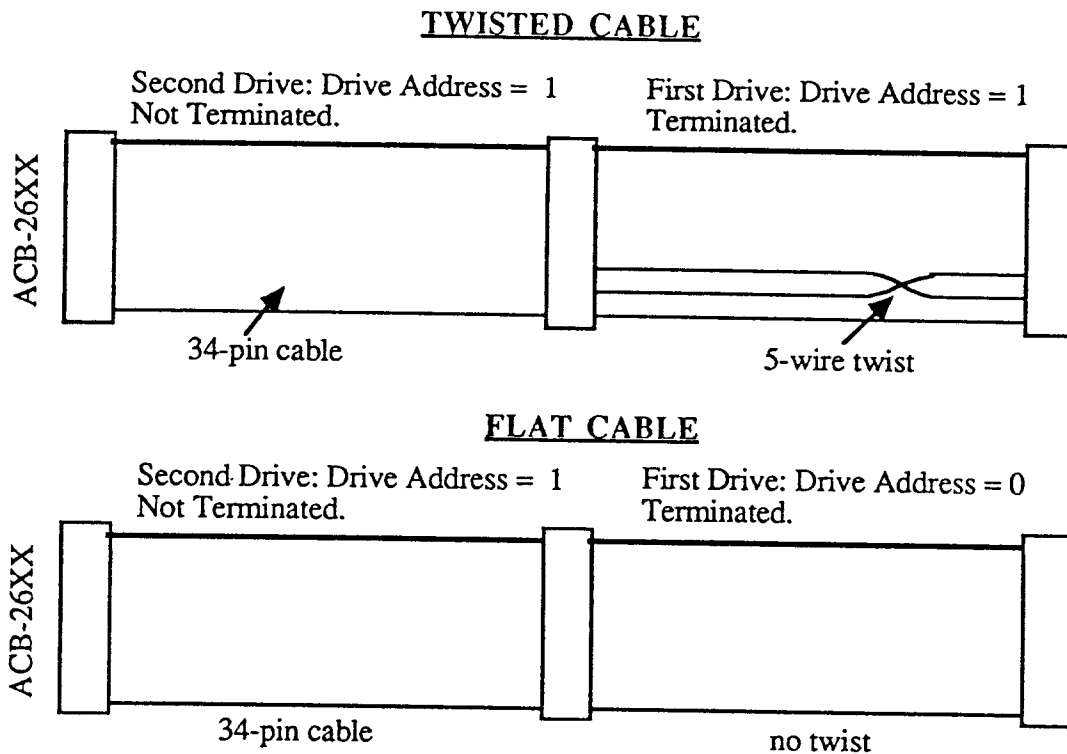 TWISTED CABLE
Second Drive: Drive Address = 1
Not Terminated.
First Drive: Drive Address = 1
Terminated.
ACB-26XX
34-pin cable
5-wire twist
FLAT CABLE
Second Drive: Drive Address = 1
Not Terminated.
First Drive: Drive Address = 0
Terminated.
ACB-26XX
34-pin cable
no twist